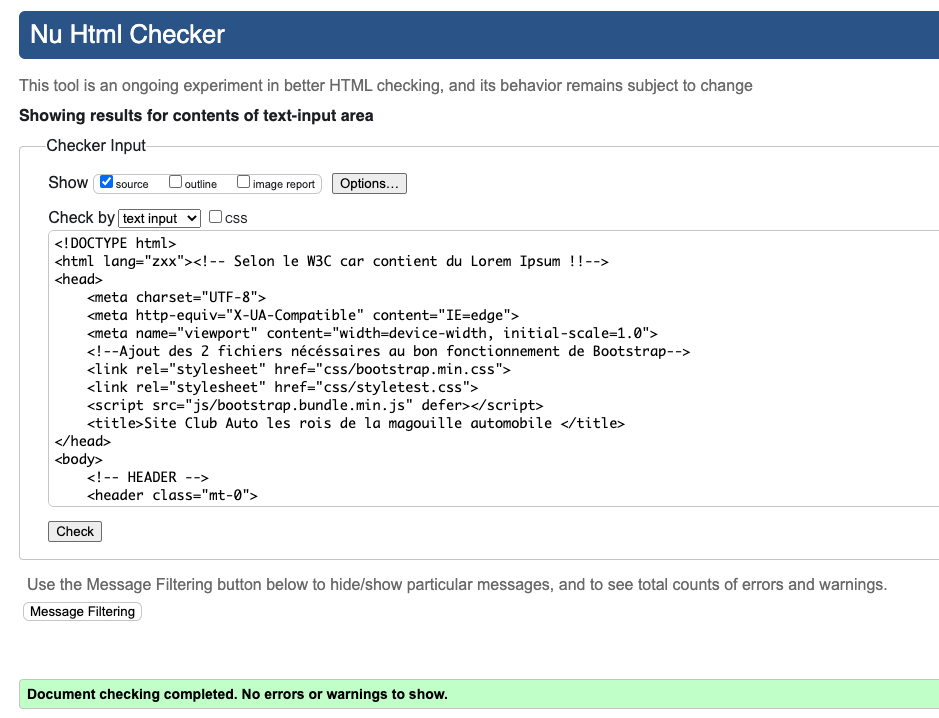 Nu Html Checker
This tool is an ongoing experiment in better HTML checking, and its behavior remains subject to change
Showing results for contents of text-input area
Checker Input
Show source outline image report Options...
Check by text input css
<!DOCTYPE html>
<html lang="zxx"><!-- Selon le W3C car contient du Lorem Ipsum !!-->
<head>
    <meta charset="UTF-8">
    <meta http-equiv="X-UA-Compatible" content="IE=edge">
    <meta name="viewport" content="width=device-width, initial-scale=1.0">
    <!--Ajout des 2 fichiers nécéssaires au bon fonctionnement de Bootstrap-->
    <link rel="stylesheet" href="css/bootstrap.min.css">
    <link rel="stylesheet" href="css/styletest.css">
    <script src="js/bootstrap.bundle.min.js" defer></script>
    <title>Site Club Auto les rois de la magouille automobile </title>
</head>
<body>
    <!-- HEADER -->
    <header class="mt-0">
Check
Use the Message Filtering button below to hide/show particular messages, and to see total counts of errors and warnings.
Message Filtering
Document checking completed. No errors or warnings to show.